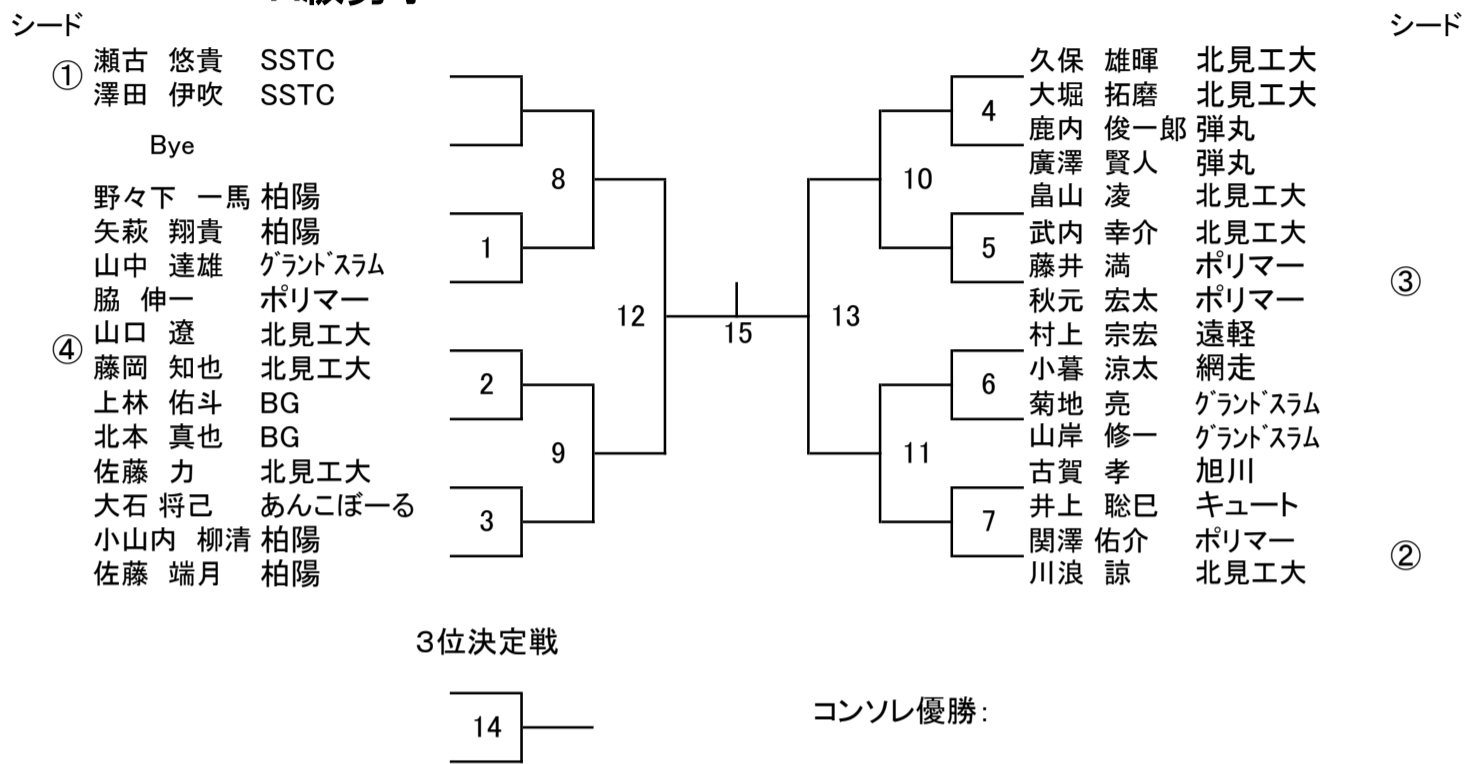 シード
① 瀬古 悠貴 SSTC
澤田 伊吹 SSTC
Bye
野々下 一馬 柏陽
矢萩 翔貴 柏陽
山中 達雄 グランドスラム
脇 伸一 ポリマー
④ 山口 遼 北見工大
藤岡 知也 北見工大
上林 佑斗 BG
北本 真也 BG
佐藤 力 北見工大
大石 将己 あんこぼーる
小山内 柳清 柏陽
佐藤 端月 柏陽
1
2
3
8
9
12
15
13
10
11
4
5
6
7
シード
久保 雄暉 北見工大
大堀 拓磨 北見工大
鹿内 俊一郎 弾丸
廣澤 賢人 弾丸
畠山 凌 北見工大
武内 幸介 北見工大
藤井 満 ポリマー ③
秋元 宏太 ポリマー
村上 宗宏 遠軽
小暮 涼太 網走
菊地 亮 グランドスラム
山岸 修一 グランドスラム
古賀 孝 旭川
井上 聡巳 キュート
関澤 佑介 ポリマー ②
川浪 諒 北見工大
3位決定戦
14
コンソレ優勝: